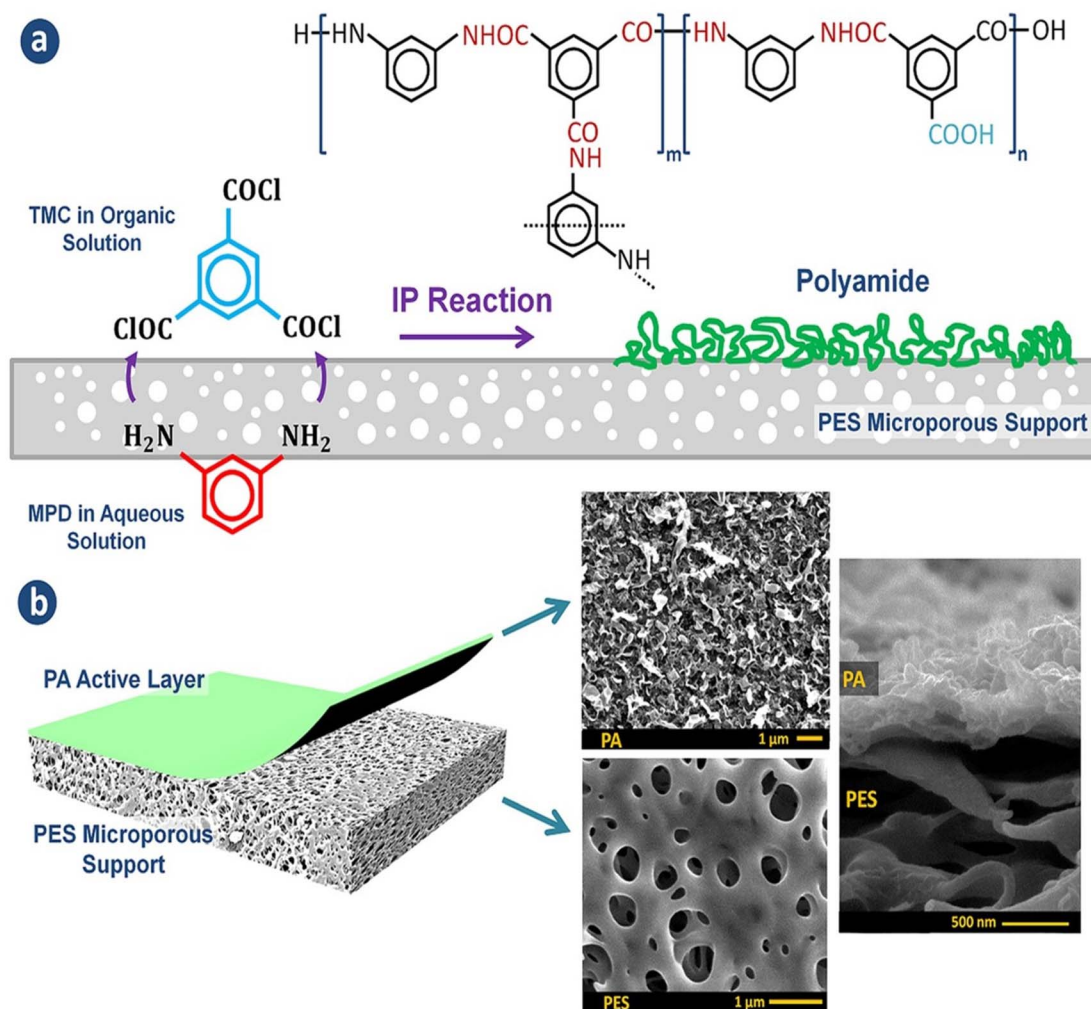 a
H HN NHOC CO HN NHOC CO OH
COOH
CO
m n
NH
NH
TMC in Organic
Solution
COCl
ClOC COCl
IP Reaction
Polyamide
H₂N NH₂
PES Microporous Support
MPD in Aqueous
Solution
b
PA Active Layer
PES Microporous
Support
PA 1 µm
PES 1 µm
PA
PES
500 nm